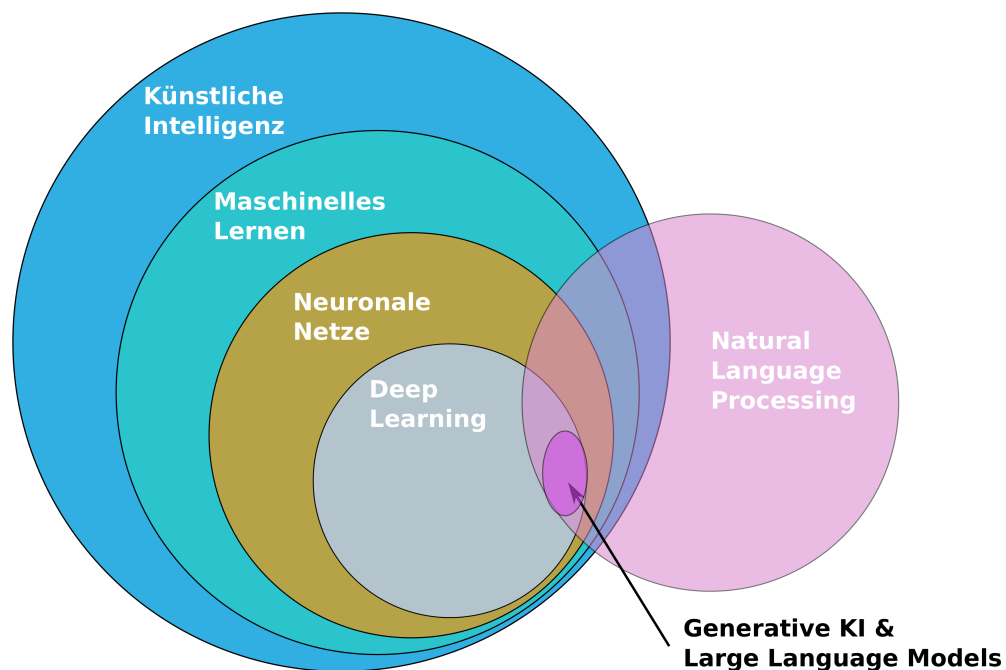 Künstliche
Intelligenz
Maschinelles
Lernen
Neuronale
Netze
Deep
Learning
Natural
Language
Processing
Generative KI &
Large Language Models